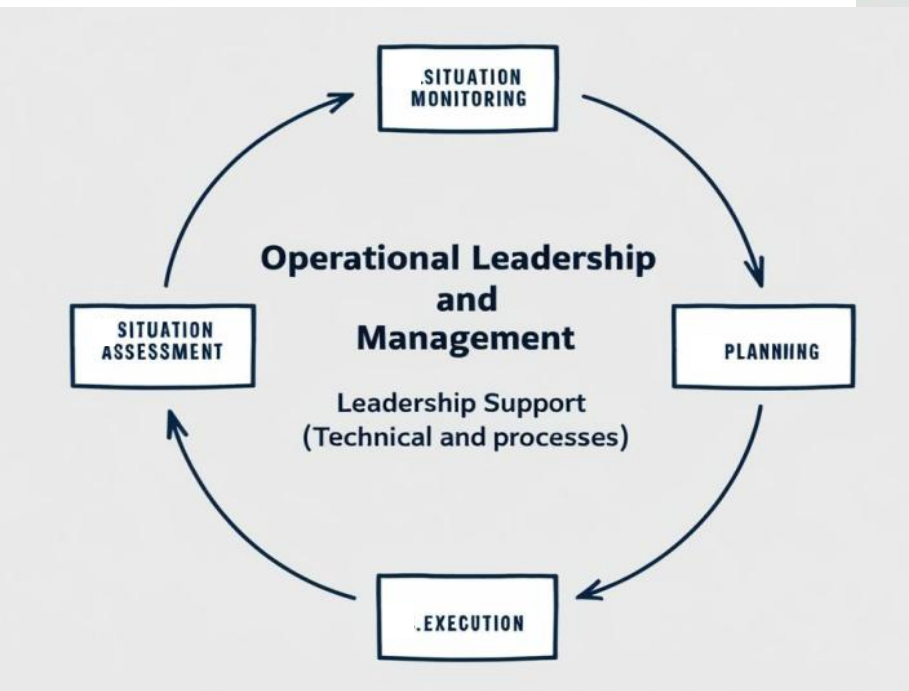 .SITUATION
MONITORING
Operational Leadership
and
Management
SITUATION
ASSESSMENT
PLANNIING
Leadership Support
(Technical and processes)
.EXECUTION